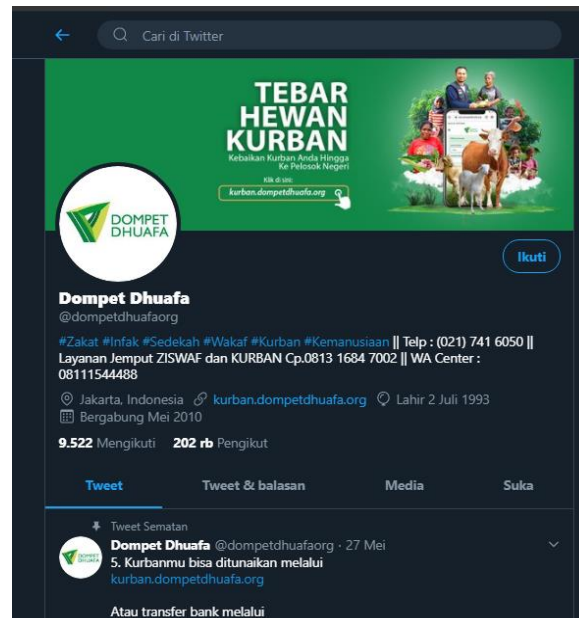 Cari di Twitter
TEBAR
HEWAN
KURBAN
Kebaikan Kurban Anda Hingga
Ke Pelosok Negeri
Klik di sini:
kurban.dompetdhuafa.org
DOMPET
DHUAFA
Ikuti
Dompet Dhuafa
@dompetdhuafaorg
#Zakat #Infak #Sedekah #Wakaf #Kurban #Kemanusiaan || Telp : (021) 741 6050 ||
Layanan Jemput ZISWAF dan KURBAN Cp.0813 1684 7002 || WA Center :
08111544488
Jakarta, Indonesia kurban.dompetdhuafa.org Lahir 2 Juli 1993
Bergabung Mei 2010
9.522 Mengikuti 202 rb Pengikut
Tweet Tweet & balasan Media Suka
Tweet Sematan
Dompet Dhuafa @dompetdhuafaorg · 27 Mei
5. Kurbanmu bisa ditunaikan melalui
kurban.dompetdhuafa.org
Atau transfer bank melalui